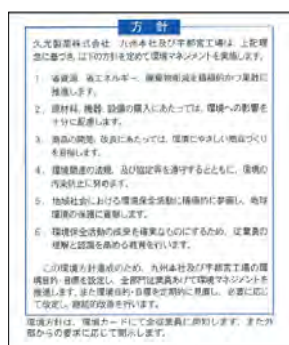 方 針
久光製薬株式会社 九州本社及び宇都宮工場は、上記理
念に基づき、以下の方針を定めて環境マネジメントを実施します。
1. 省資源、省エネルギー、廃棄物削減を積極的かつ着実に
推進します。
2. 原材料、機器、設備の購入にあたっては、環境への影響を
十分に配慮します。
3. 商品の開発、改良にあたっては、環境にやさしい商品づくり
を目指します。
4. 環境関連の法規、及び協定等を遵守するとともに、環境の
汚染防止に努めます。
5. 地域社会における環境保全活動に積極的に参画し、地球
環境の保護に貢献します。
6. 環境保全活動の成果を確実なものにするため、従業員の
理解と認識を高める教育を行います。
この環境方針達成のため、九州本社及び宇都宮工場の環
境目的・目標を設定し、全部門従業員あげて環境マネジメントを
推進します。また環境目的・目標を定期的に見直し、必要に応じ
て改定し、継続的改善を行います。
環境方針は、環境カードにて全従業員に周知します。また外
部からの要求に応じて開示します。